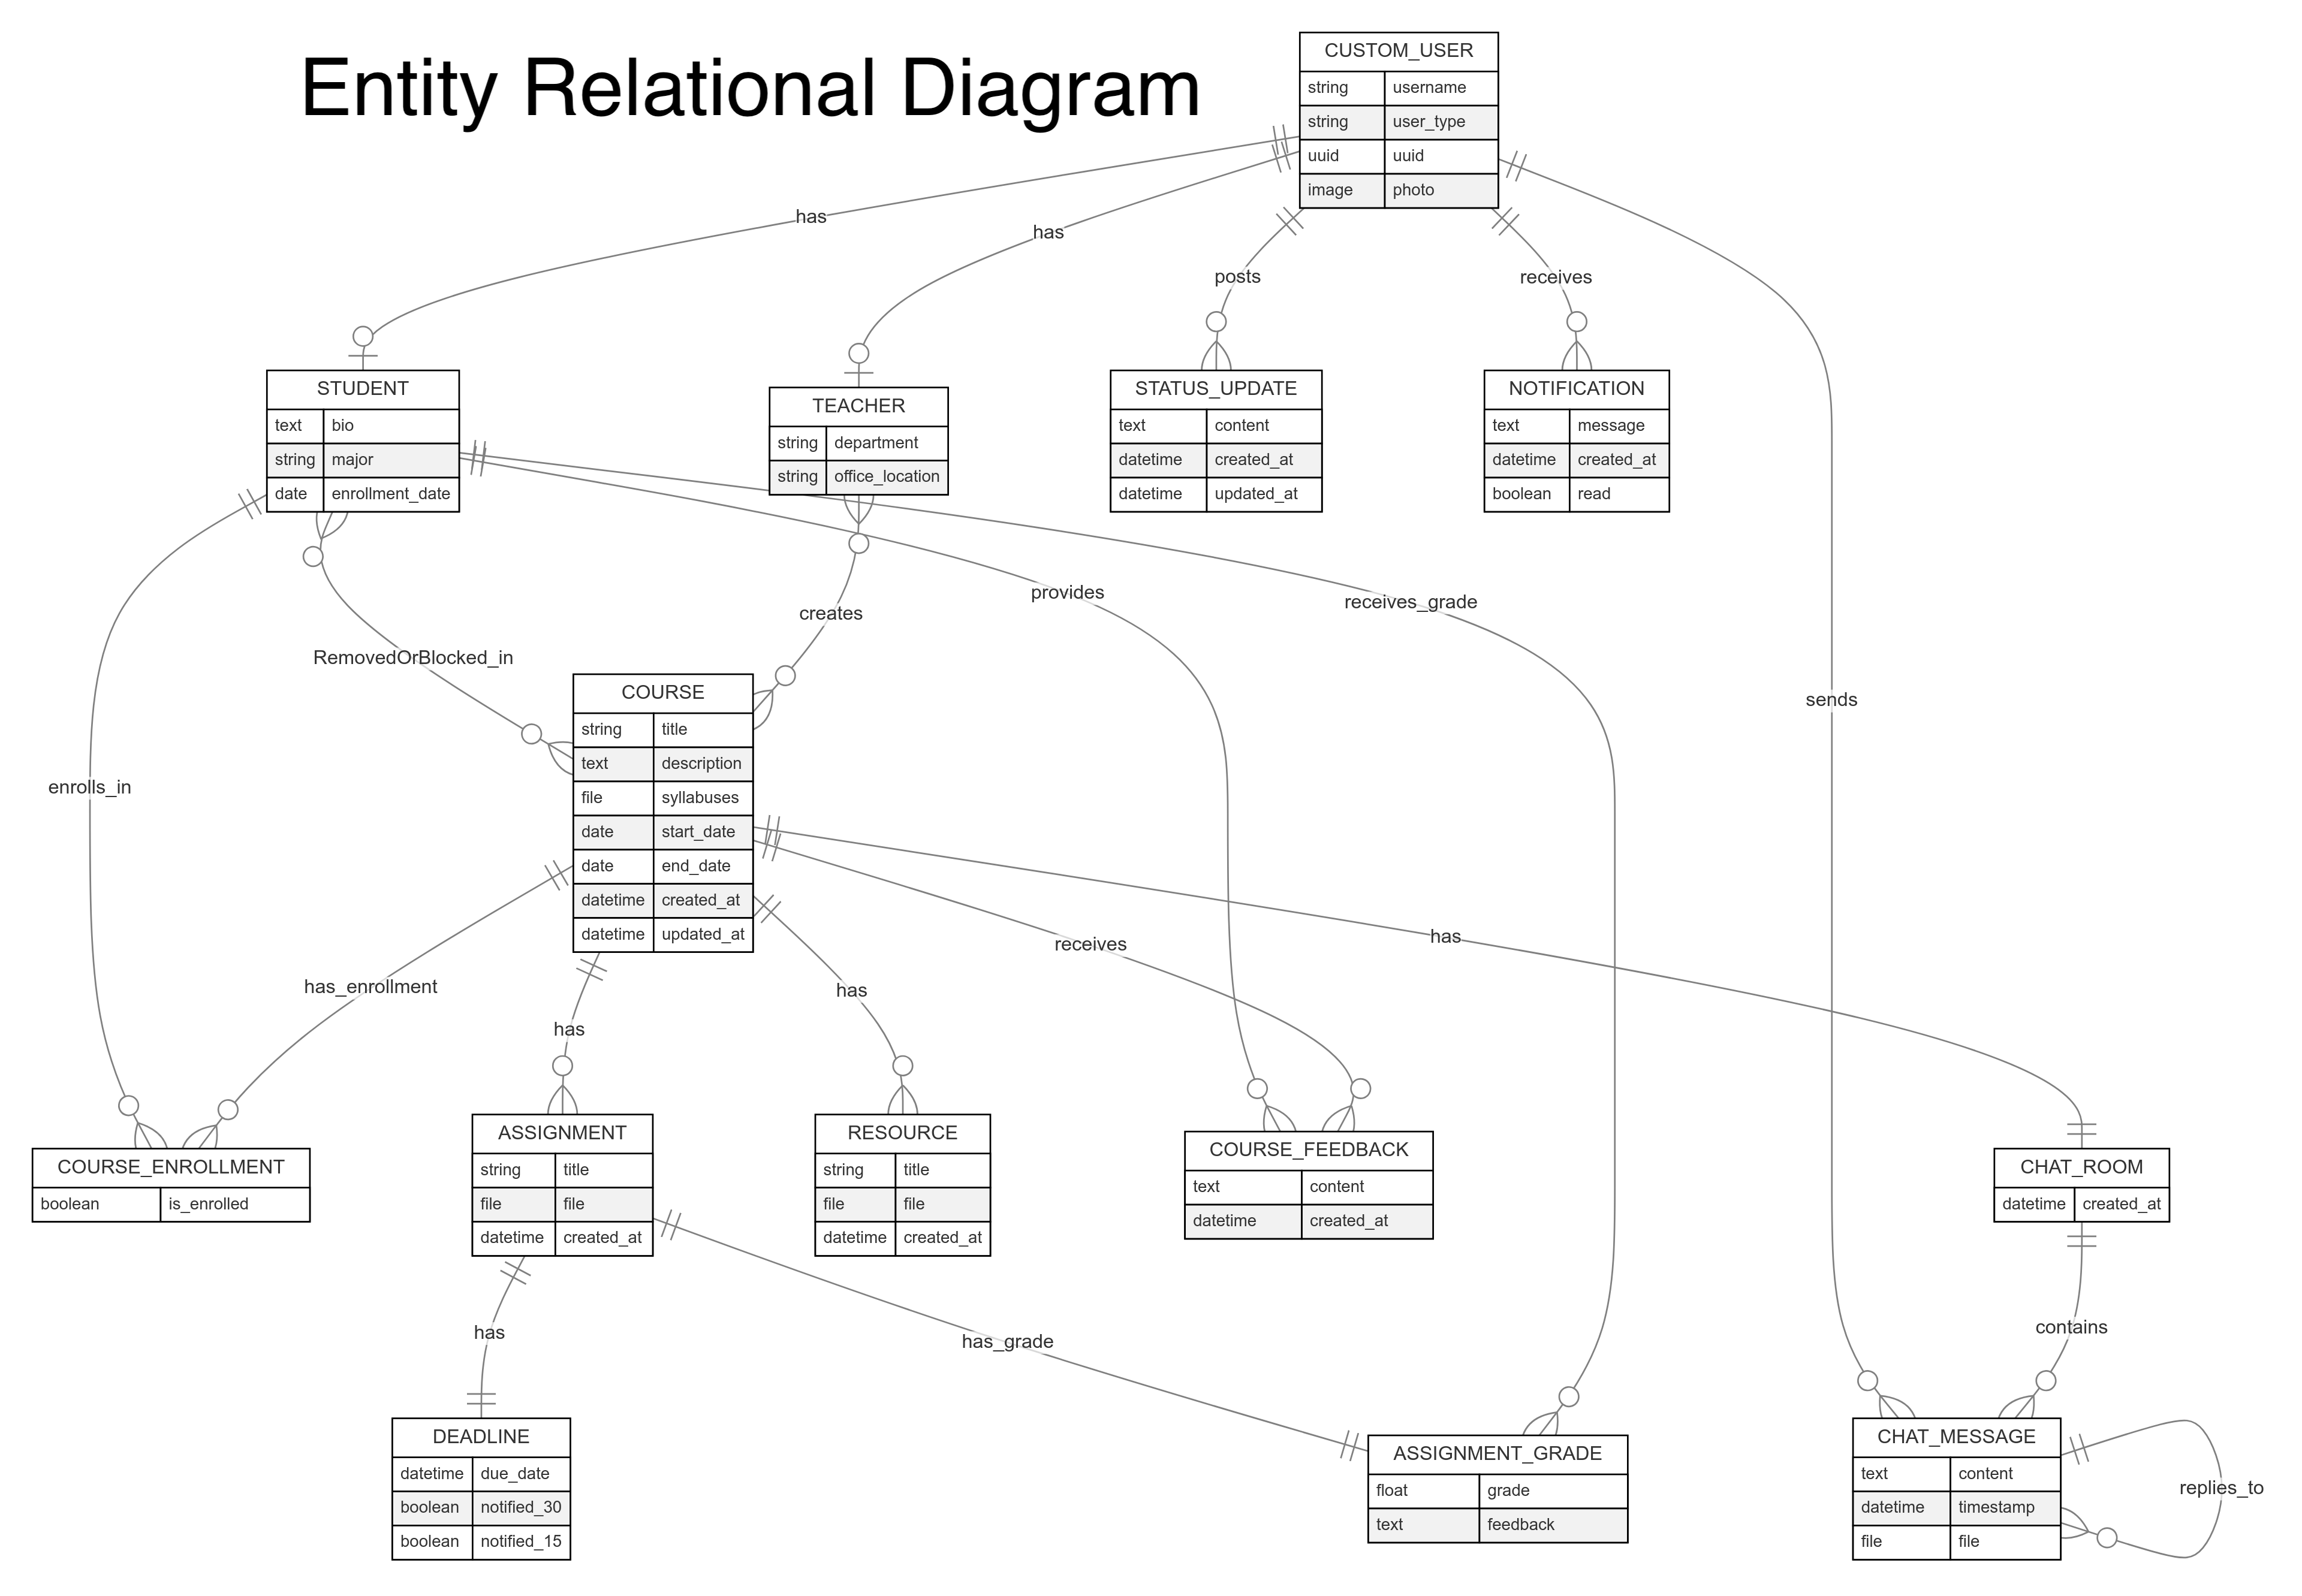 Entity Relational Diagram
CUSTOM_USER
string username
string user_type
uuid uuid
image photo
has
has
posts
receives
STUDENT
text bio
string major
date enrollment_date
TEACHER
string department
string office_location
STATUS_UPDATE
text content
datetime created_at
datetime updated_at
NOTIFICATION
text message
datetime created_at
boolean read
provides
receives_grade
creates
RemovedOrBlocked_in
sends
enrolls_in
COURSE
string title
text description
file syllabuses
date start_date
date end_date
datetime created_at
datetime updated_at
has_enrollment
has
has
receives
has
COURSE_ENROLLMENT
boolean is_enrolled
ASSIGNMENT
string title
file file
datetime created_at
RESOURCE
string title
file file
datetime created_at
COURSE_FEEDBACK
text content
datetime created_at
CHAT_ROOM
datetime created_at
has
has_grade
contains
DEADLINE
datetime due_date
boolean notified_30
boolean notified_15
ASSIGNMENT_GRADE
float grade
text feedback
CHAT_MESSAGE
text content
datetime timestamp
file file
replies_to